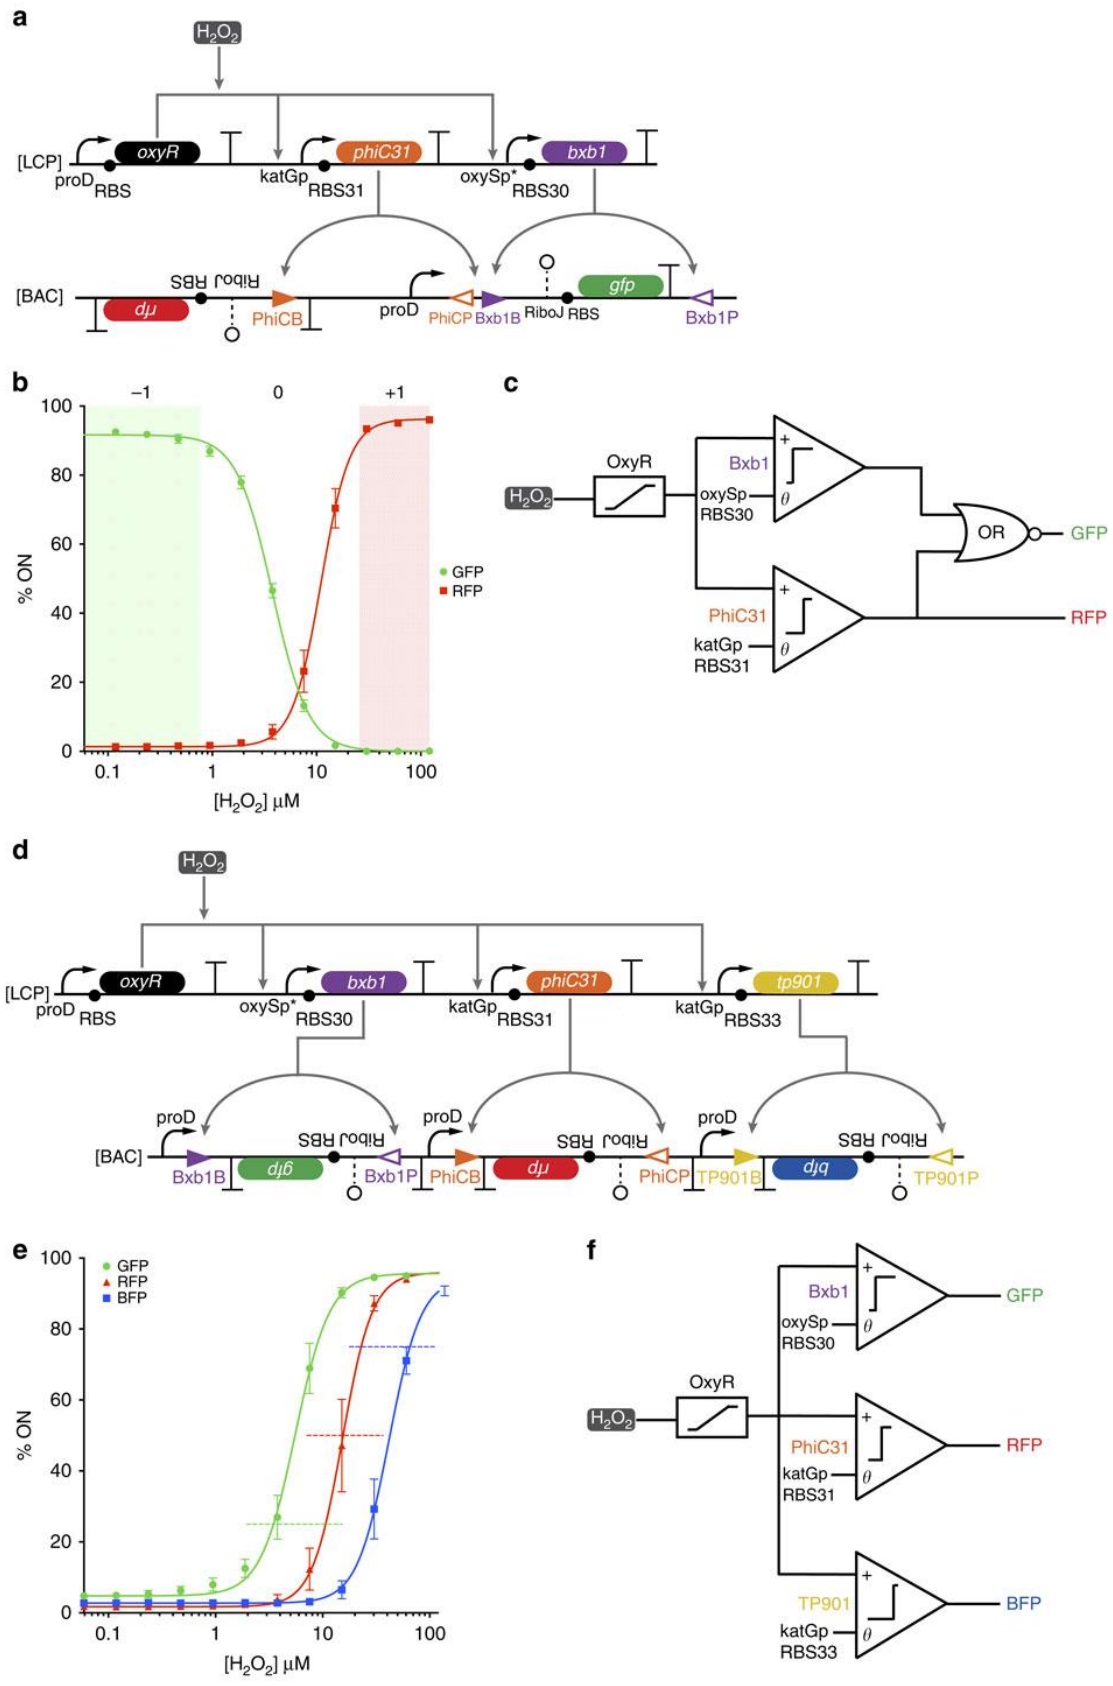 a
H₂O₂
[LCP]
proD RBS oxyR katGp RBS31 phiC31 oxySp* RBS30 bxb1
[BAC]
rfp RBS RiboJ PhiCB proD PhiCP Bxb1B RiboJ RBS gfp Bxb1P
b
−1 0 +1
% ON
100
80
60
40
20
0
0.1 1 10 100
[H₂O₂] μM
GFP
RFP
c
H₂O₂
OxyR
Bxb1
oxySp
RBS30
+
θ
PhiC31
katGp
RBS31
+
θ
OR
GFP
RFP
d
H₂O₂
[LCP]
proD RBS oxyR oxySp* RBS30 bxb1 katGp RBS31 phiC31 katGp RBS33 tp901
[BAC]
proD Bxb1B gfp RBS RiboJ Bxb1P proD PhiCB rfp RBS RiboJ PhiCP proD TP901B bfp RBS RiboJ TP901P
e
GFP
RFP
BFP
% ON
100
80
60
40
20
0
0.1 1 10 100
[H₂O₂] μM
f
H₂O₂
OxyR
Bxb1
oxySp
RBS30
+
θ
GFP
PhiC31
katGp
RBS31
+
θ
RFP
TP901
katGp
RBS33
+
θ
BFP